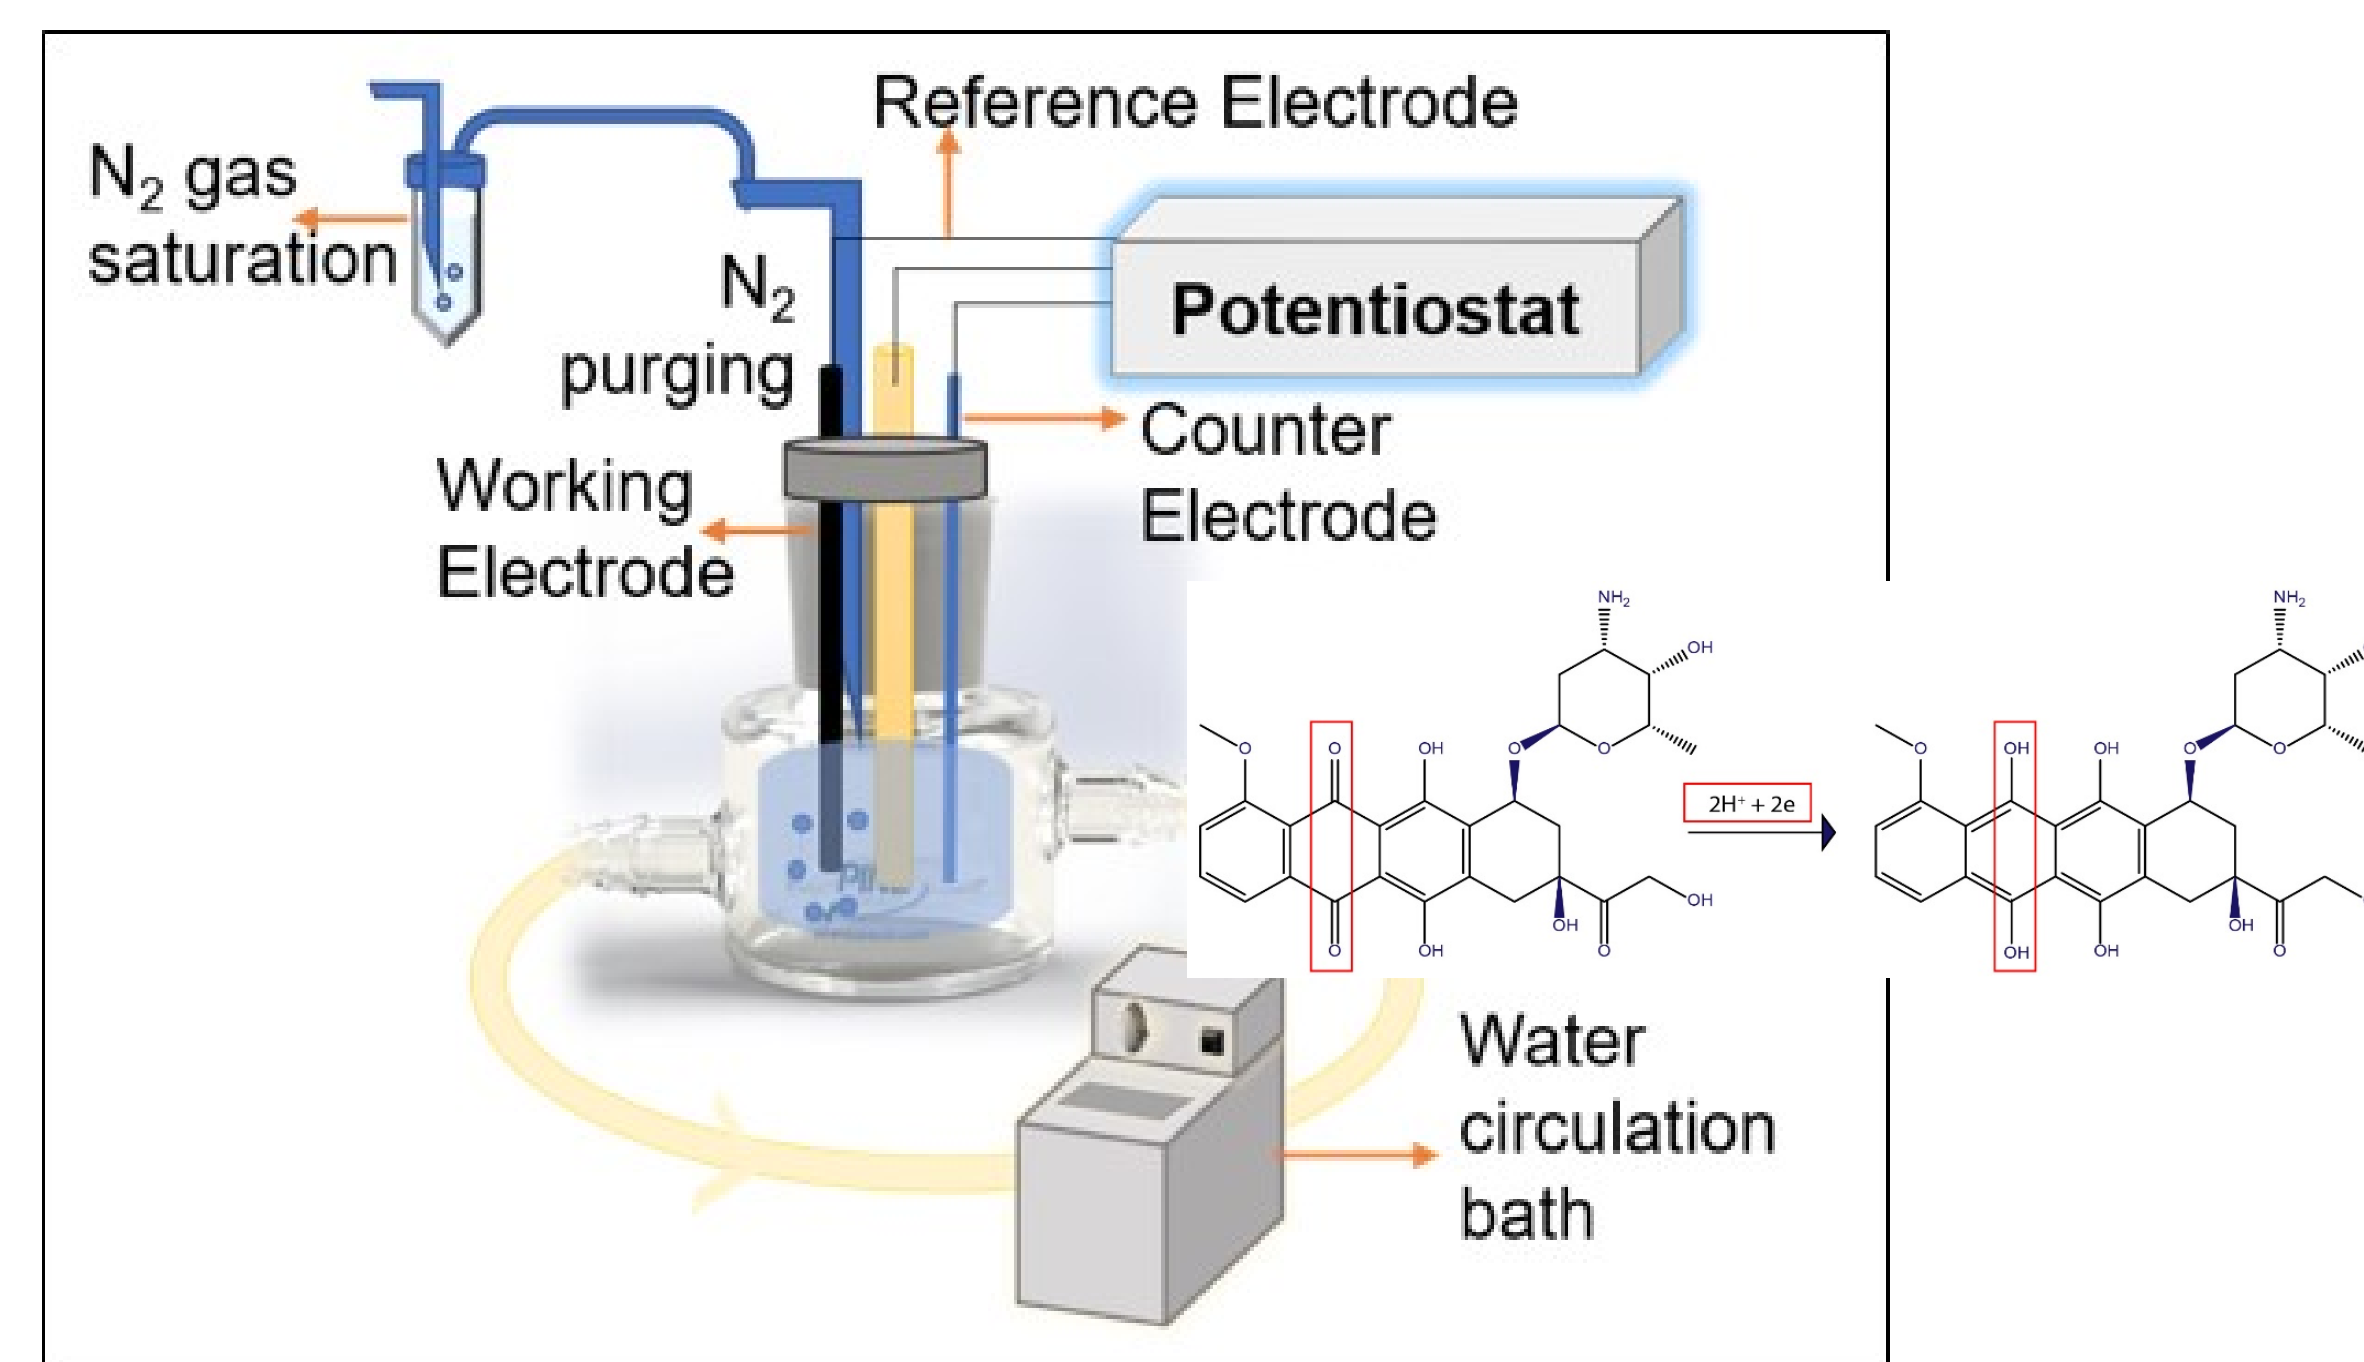 Reference Electrode
N₂ gas
saturation
N₂
purging
Potentiostat
Counter
Electrode
Working
Electrode
NH₂
OH
O
O
OH
O
O
2H⁺ + 2e
OH
OH
O
OH
O
OH
NH₂
O
OH
OH
O
O
OH
OH
OH
O
Water
circulation
bath